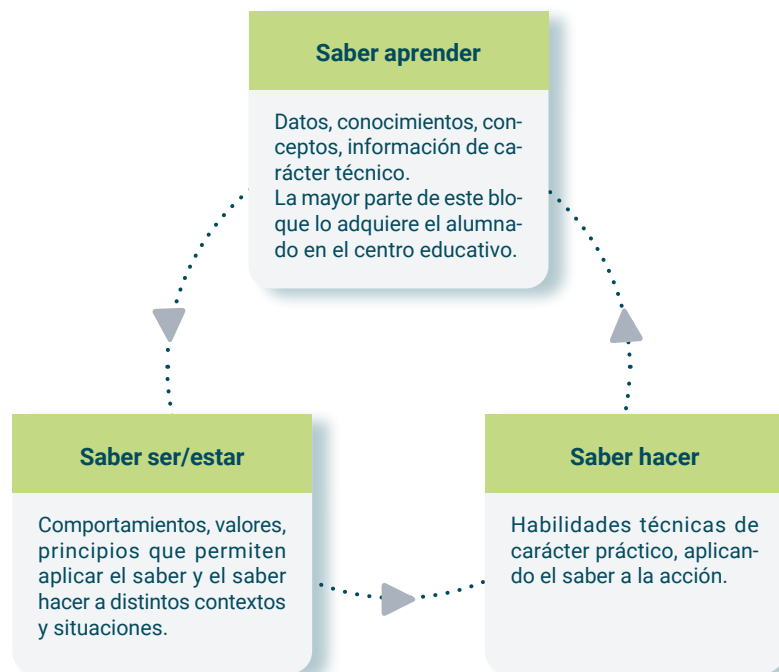 Saber aprender
Datos, conocimientos, con-
ceptos, información de ca-
rácter técnico.
La mayor parte de este blo-
que lo adquiere el alumna-
do en el centro educativo.
Saber ser/estar
Comportamientos, valores,
principios que permiten
aplicar el saber y el saber
hacer a distintos contextos
y situaciones.
Saber hacer
Habilidades técnicas de
carácter práctico, aplican-
do el saber a la acción.